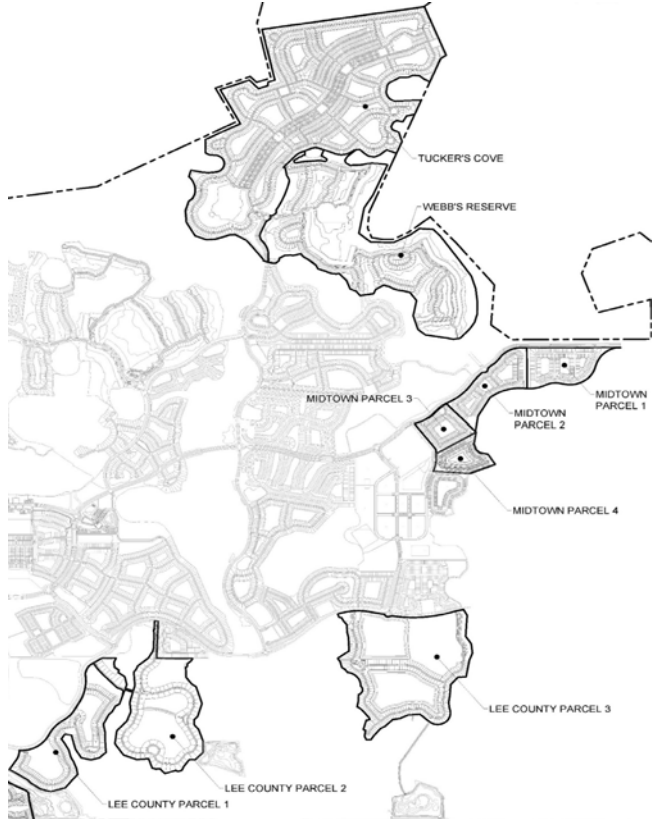 TUCKER'S COVE
WEBB'S RESERVE
MIDTOWN PARCEL 3
MIDTOWN
PARCEL 1
MIDTOWN
PARCEL 2
MIDTOWN PARCEL 4
LEE COUNTY PARCEL 3
LEE COUNTY PARCEL 2
LEE COUNTY PARCEL 1